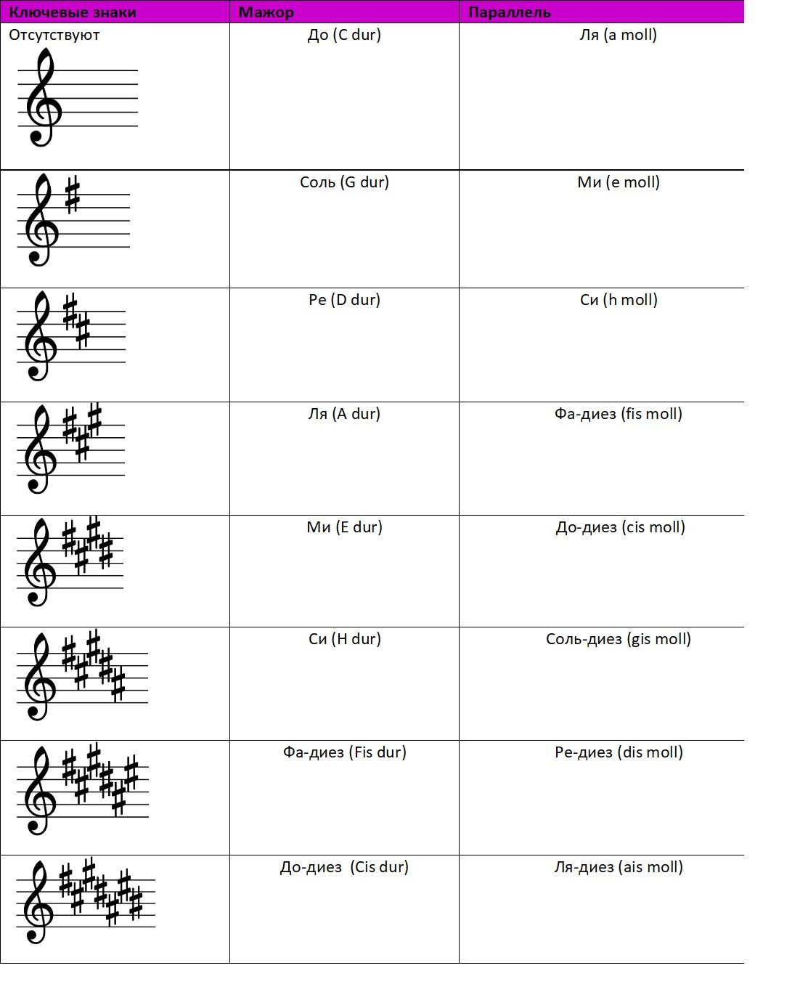 Ключевые знаки Мажор Параллель
Отсутствуют До (C dur) Ля (a moll)
Соль (G dur) Ми (e moll)
Ре (D dur) Си (h moll)
Ля (A dur) Фа-диез (fis moll)
Ми (E dur) До-диез (cis moll)
Си (H dur) Соль-диез (gis moll)
Фа-диез (Fis dur) Ре-диез (dis moll)
До-диез (Cis dur) Ля-диез (ais moll)